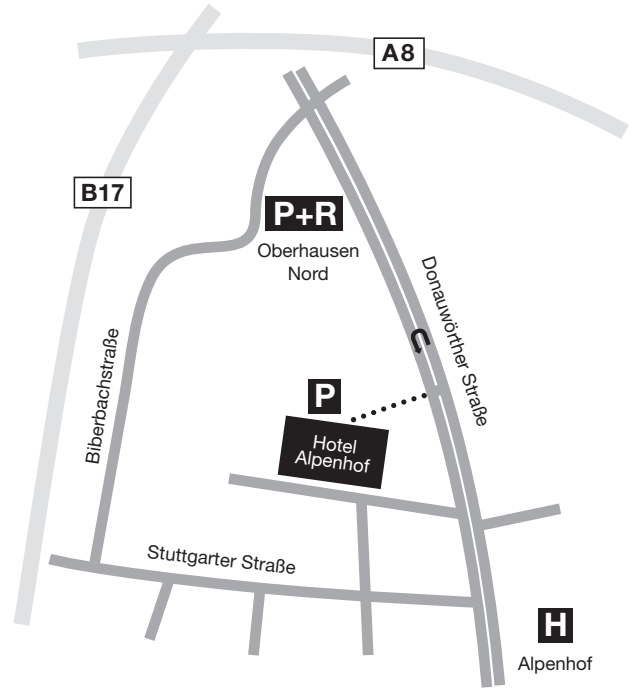 A8
B17
P+R
Oberhausen
Nord
Donauwörther Straße
Biberbachstraße
P
Hotel
Alpenhof
Stuttgarter Straße
H
Alpenhof